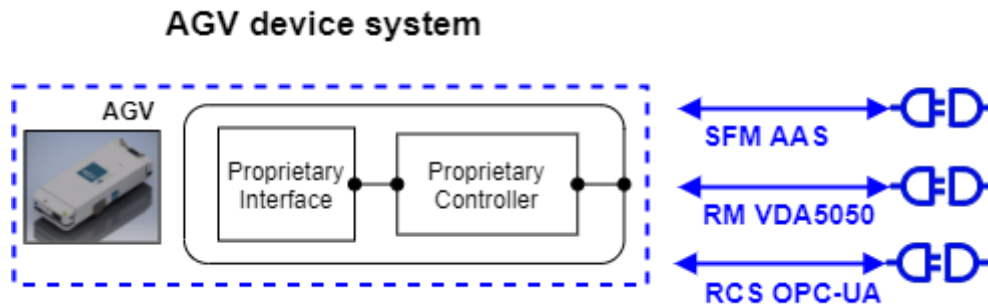 AGV device system
AGV
Proprietary
Interface
Proprietary
Controller
SFM AAS
RM VDA5050
RCS OPC-UA